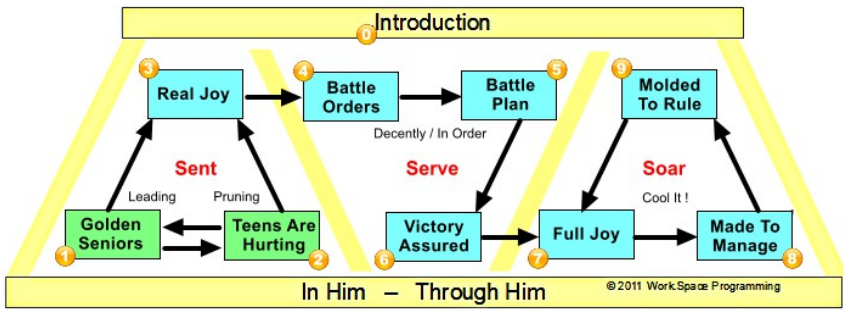 Introduction
0
3
Real Joy
4
Battle
Orders
Battle
Plan
5
9
Molded
To Rule
Decently / In Order
Sent
Serve
Soar
Leading
Pruning
Cool It !
Golden
Seniors
1
Teens Are
Hurting
2
Victory
Assured
6
Full Joy
7
Made To
Manage
8
In Him – Through Him
©2011 Work.Space Programming